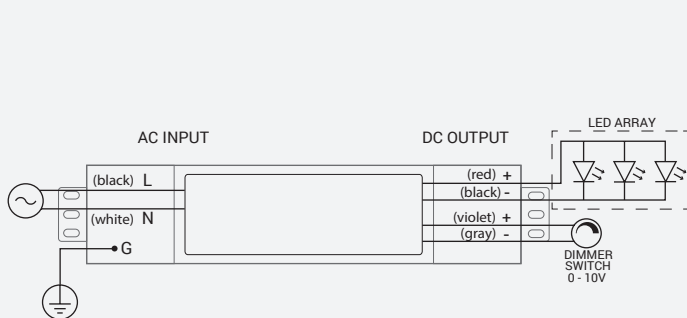 LED ARRAY
AC INPUT
DC OUTPUT
(black) L
(red) +
(black) -
(white) N
(violet) +
(gray) -
G
DIMMER
SWITCH
0 - 10V